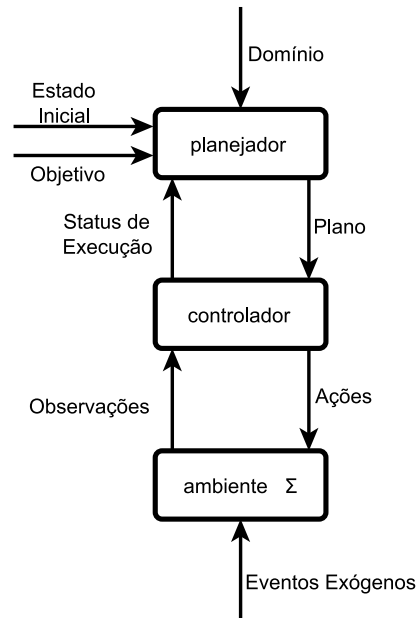 Domínio
Estado
Inicial
planejador
Objetivo
Status de
Execução
Plano
controlador
Observações
Ações
ambiente Σ
Eventos Exógenos